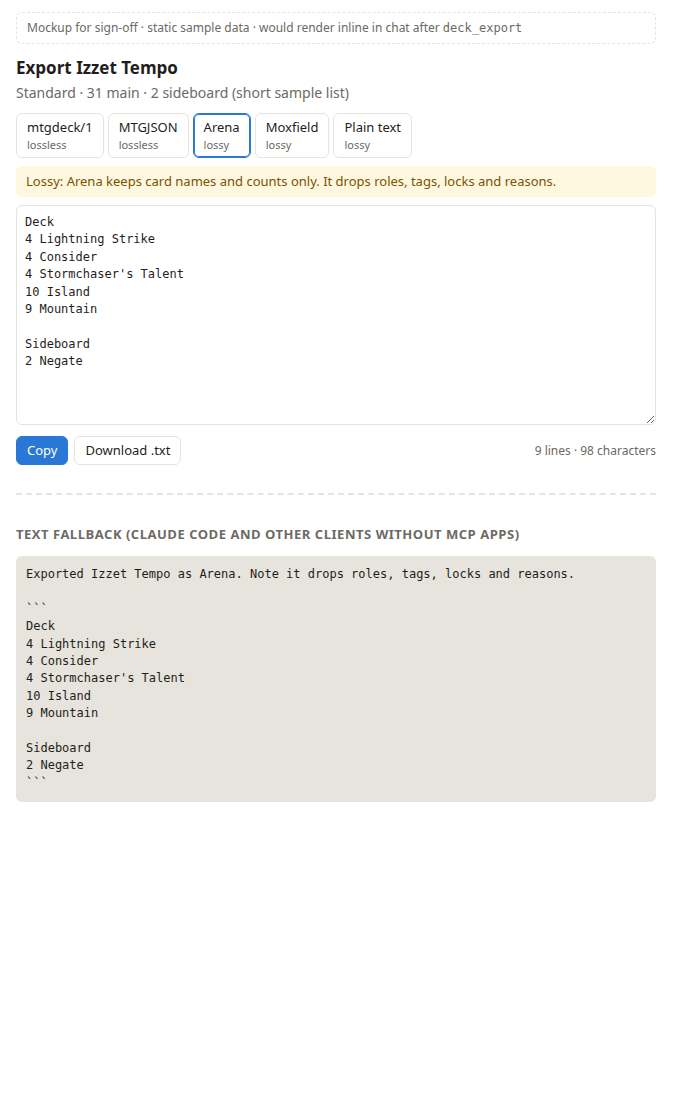 Mockup for sign-off · static sample data · would render inline in chat after deck_export
Export Izzet Tempo
Standard · 31 main · 2 sideboard (short sample list)
mtgdeck/1 MTGJSON Arena Moxfield Plain text
lossless lossless lossy lossy lossy
Lossy: Arena keeps card names and counts only. It drops roles, tags, locks and reasons.
Deck
4 Lightning Strike
4 Consider
4 Stormchaser's Talent
10 Island
9 Mountain

Sideboard
2 Negate
Copy Download .txt 9 lines · 98 characters
TEXT FALLBACK (CLAUDE CODE AND OTHER CLIENTS WITHOUT MCP APPS)
Exported Izzet Tempo as Arena. Note it drops roles, tags, locks and reasons.

```
Deck
4 Lightning Strike
4 Consider
4 Stormchaser's Talent
10 Island
9 Mountain

Sideboard
2 Negate
```